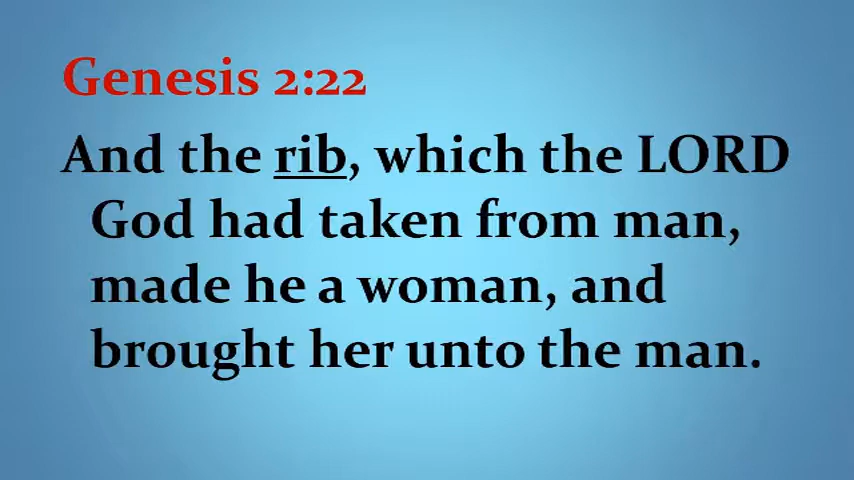 Genesis 2:22
And the rib, which the LORD
God had taken from man,
made he a woman, and
brought her unto the man.